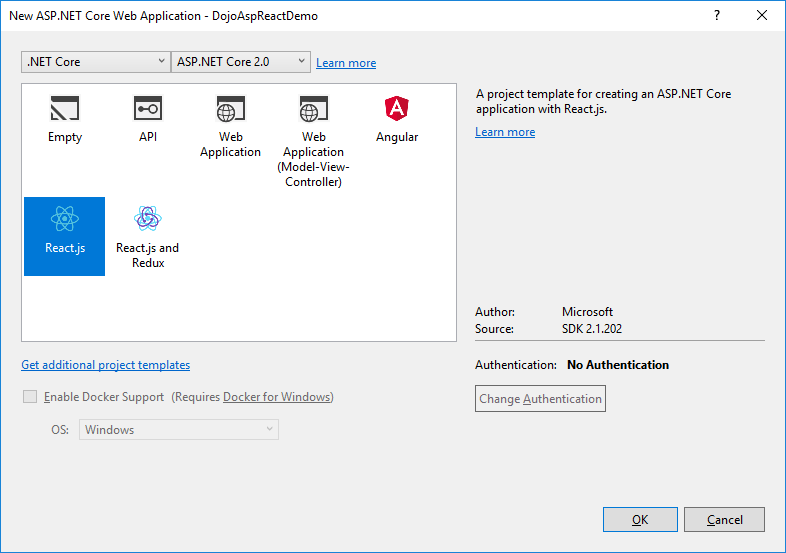 New ASP.NET Core Web Application - DojoAspReactDemo
?
.NET Core
ASP.NET Core 2.0
Learn more
Empty
API
Web
Application
Web
Application
(Model-View-
Controller)
Angular
React.js
React.js and
Redux
A project template for creating an ASP.NET Core
application with React.js.
Learn more
Author: Microsoft
Source: SDK 2.1.202
Get additional project templates
Authentication: No Authentication
Enable Docker Support (Requires Docker for Windows)
Change Authentication
OS: Windows
OK
Cancel